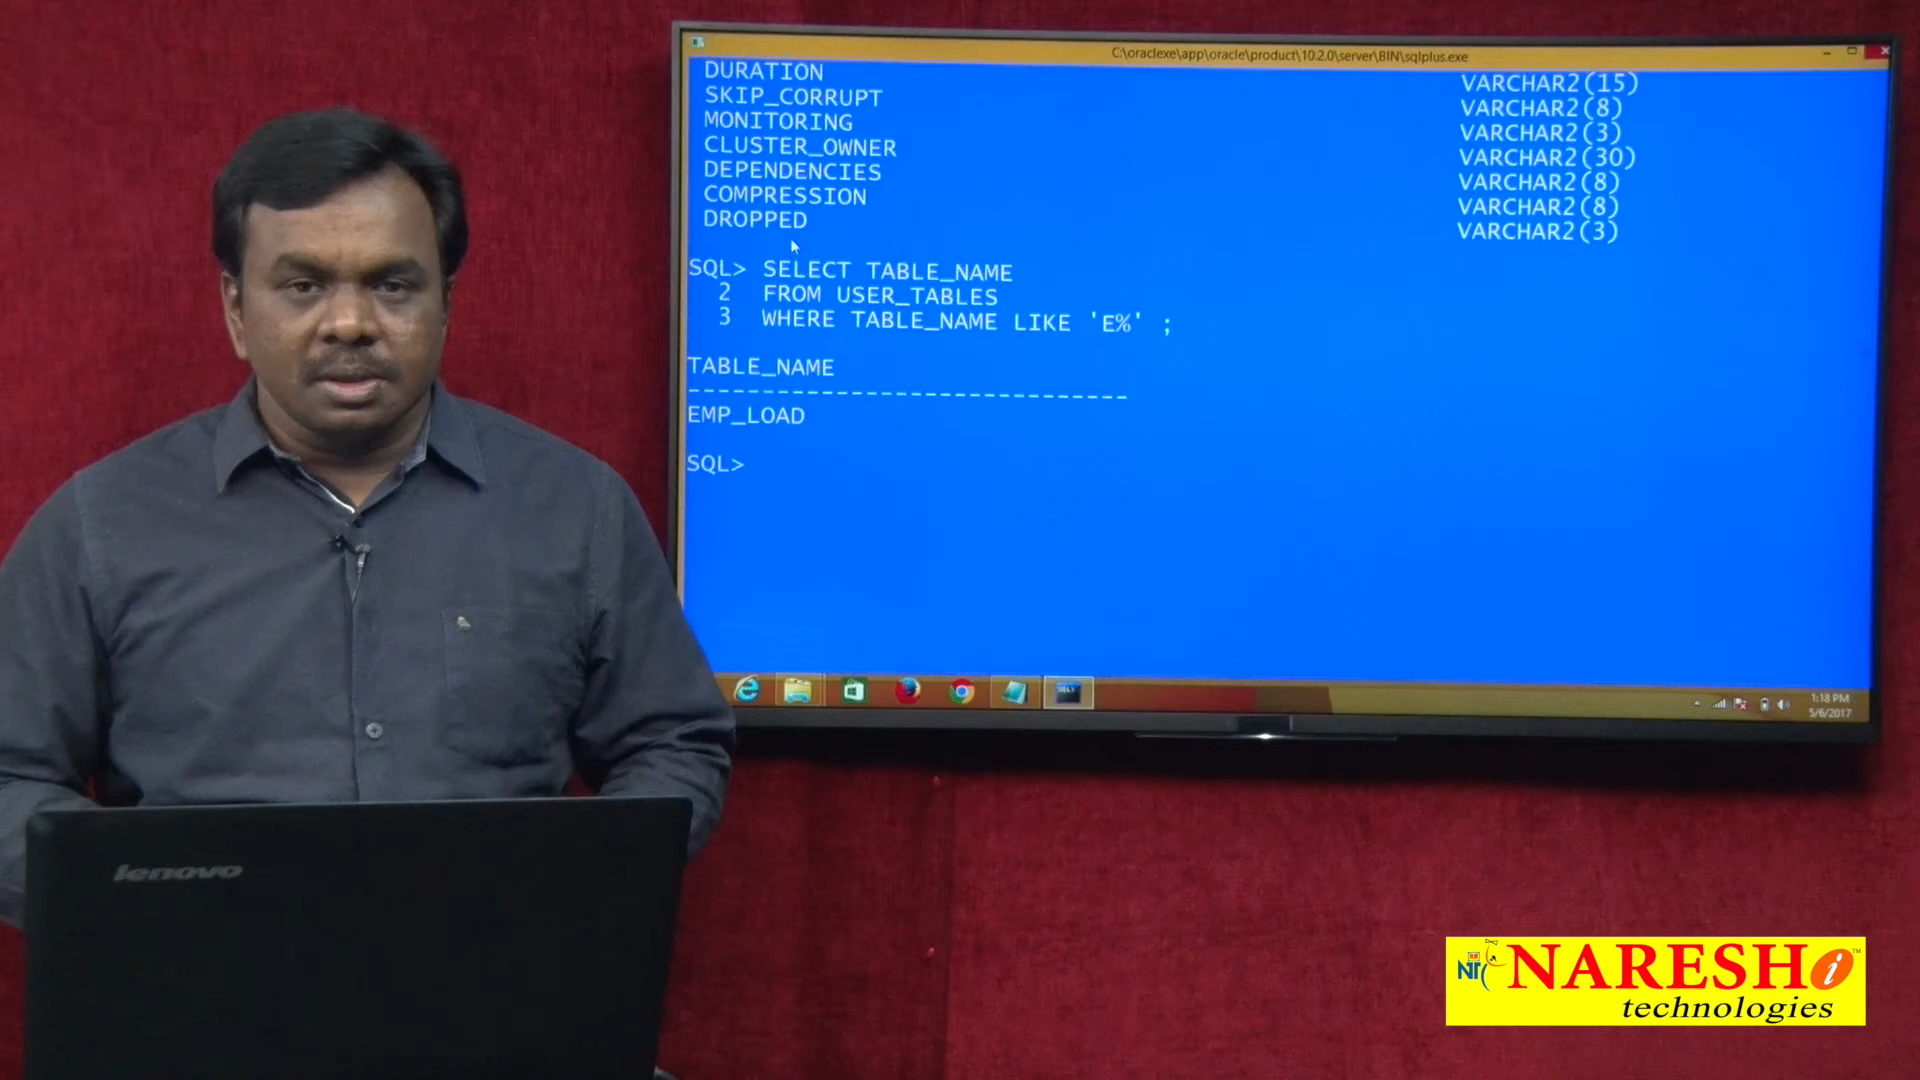 C:\oraclexe\app\oracle\product\10.2.0\server\BIN\sqlplus.exe
DURATION VARCHAR2(15)
SKIP_CORRUPT VARCHAR2(8)
MONITORING VARCHAR2(3)
CLUSTER_OWNER VARCHAR2(30)
DEPENDENCIES VARCHAR2(8)
COMPRESSION VARCHAR2(8)
DROPPED VARCHAR2(3)
SQL> SELECT TABLE_NAME
2 FROM USER_TABLES
3 WHERE TABLE_NAME LIKE 'E%' ;
TABLE_NAME
------------------------------
EMP_LOAD
SQL>
1:18 PM
5/6/2017
lenovo
NT NARESH i ™
technologies